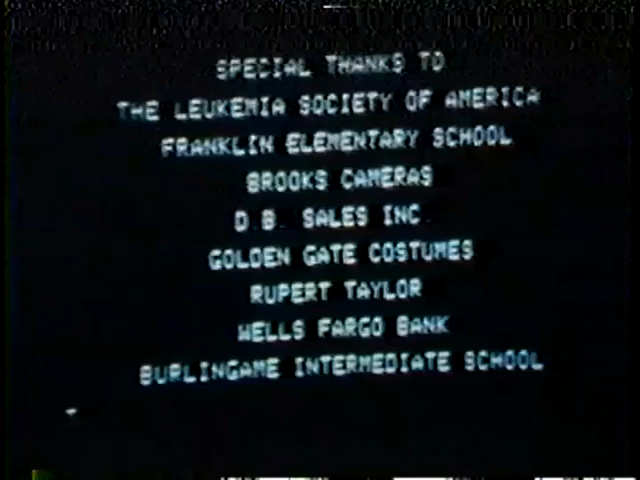 SPECIAL THANKS TO
THE LEUKEMIA SOCIETY OF AMERICA
FRANKLIN ELEMENTARY SCHOOL
BROOKS CAMERAS
D.B. SALES INC.
GOLDEN GATE COSTUMES
RUPERT TAYLOR
WELLS FARGO BANK
BURLINGAME INTERMEDIATE SCHOOL